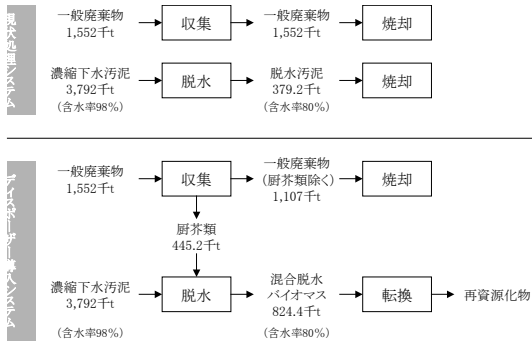 現状処理システム
一般廃棄物
1,552千t
収集
一般廃棄物
1,552千t
焼却
濃縮下水汚泥
3,792千t
(含水率98%)
脱水
脱水汚泥
379.2千t
(含水率80%)
焼却
ディスポーザー導入システム
一般廃棄物
1,552千t
収集
一般廃棄物
(厨芥類除く)
1,107千t
焼却
厨芥類
445.2千t
濃縮下水汚泥
3,792千t
(含水率98%)
脱水
混合脱水
バイオマス
824.4千t
(含水率80%)
転換
再資源化物